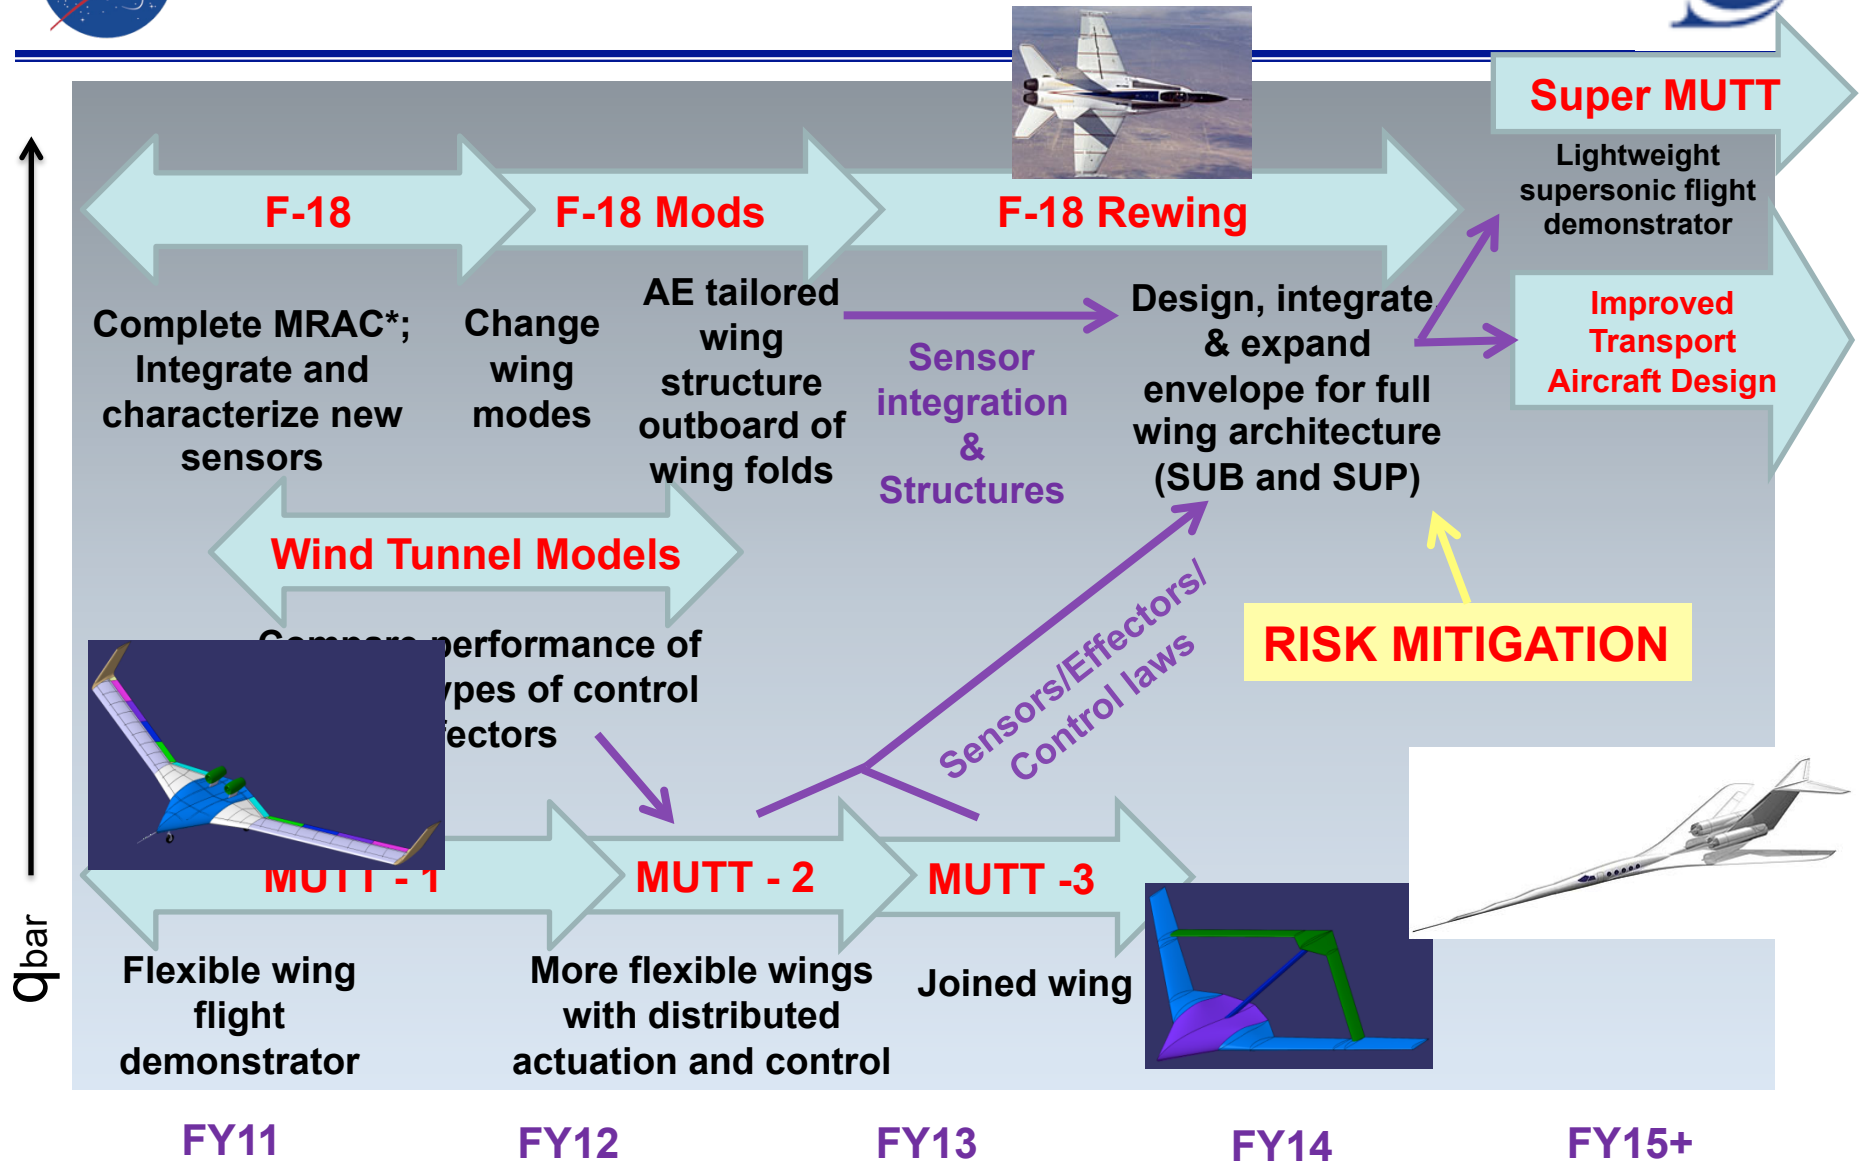 Super MUTT
Lightweight
supersonic flight
demonstrator
F-18
F-18 Mods
F-18 Rewing
Complete MRAC*;
Integrate and
characterize new
sensors
Change
wing
modes
AE tailored
wing
structure
outboard of
wing folds
Sensor
integration
&
Structures
Design, integrate
& expand
envelope for full
wing architecture
(SUB and SUP)
Improved
Transport
Aircraft Design
Wind Tunnel Models
Compare performance of
of control
Sensors/Effectors/
Control laws
RISK MITIGATION
MUTT - 1
MUTT - 2
MUTT -3
Flexible wing
flight
demonstrator
More flexible wings
with distributed
actuation and control
Joined wing
qbar
FY11
FY12
FY13
FY14
FY15+